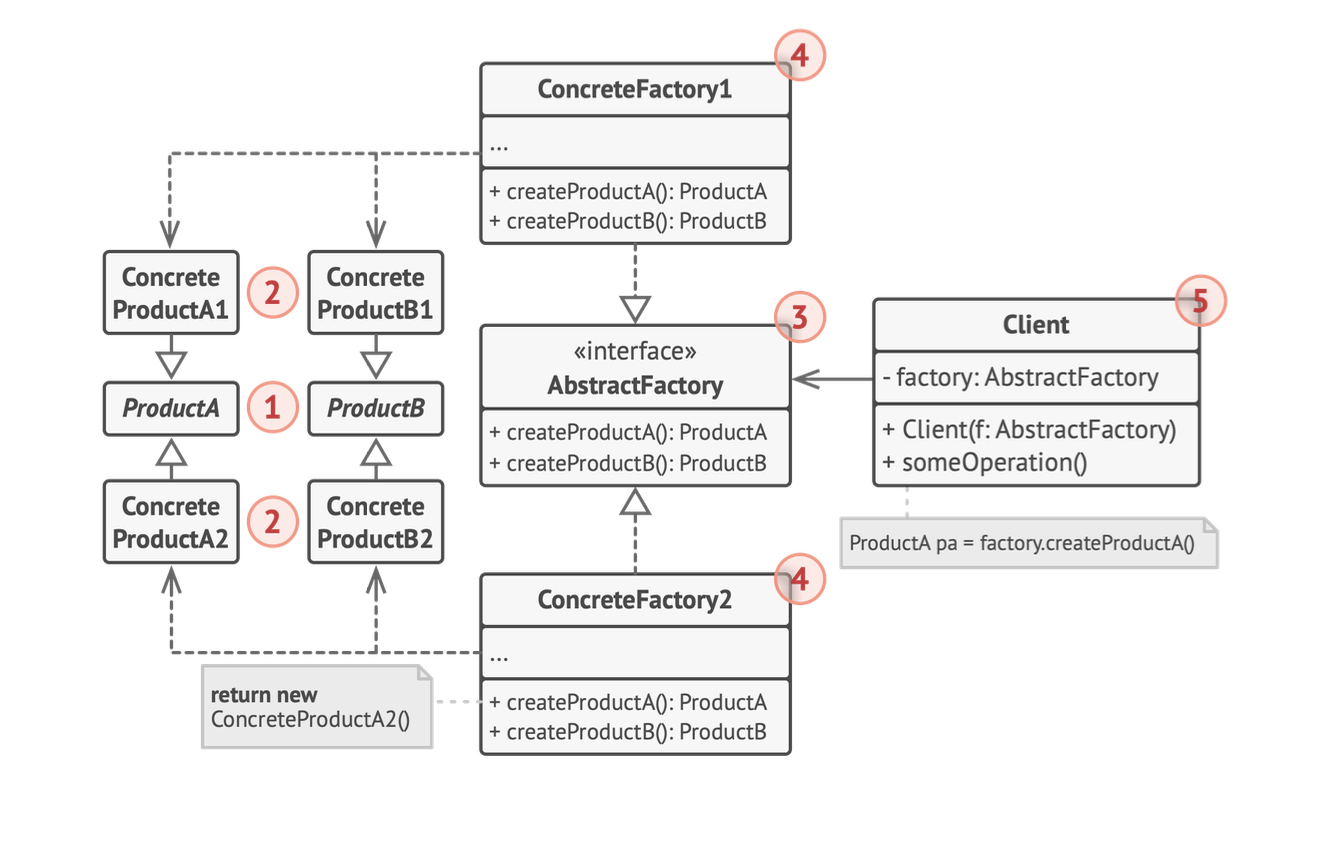 4
ConcreteFactory1
...
+ createProductA(): ProductA
+ createProductB(): ProductB
Concrete
ProductA1
2
Concrete
ProductB1
ProductA
1
ProductB
Concrete
ProductA2
2
Concrete
ProductB2
3
«interface»
AbstractFactory
+ createProductA(): ProductA
+ createProductB(): ProductB
5
Client
- factory: AbstractFactory
+ Client(f: AbstractFactory)
+ someOperation()
ProductA pa = factory.createProductA()
4
ConcreteFactory2
...
+ createProductA(): ProductA
+ createProductB(): ProductB
return new
ConcreteProductA2()